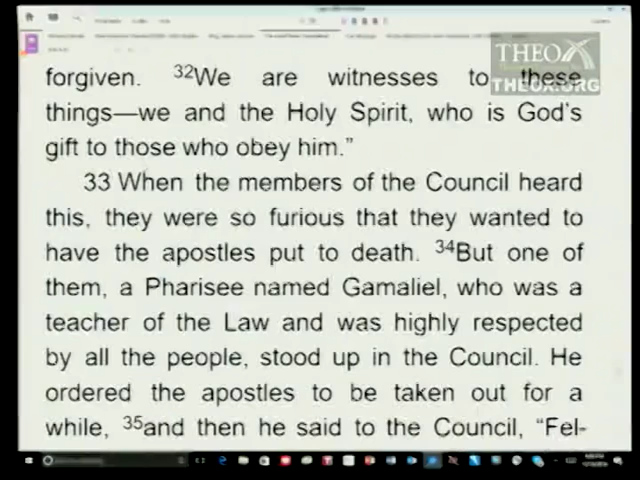 THEOX
THEOX.ORG
forgiven. 32We are witnesses to these
things—we and the Holy Spirit, who is God's
gift to those who obey him."
33 When the members of the Council heard
this, they were so furious that they wanted to
have the apostles put to death. 34But one of
them, a Pharisee named Gamaliel, who was a
teacher of the Law and was highly respected
by all the people, stood up in the Council. He
ordered the apostles to be taken out for a
while, 35and then he said to the Council, "Fel-